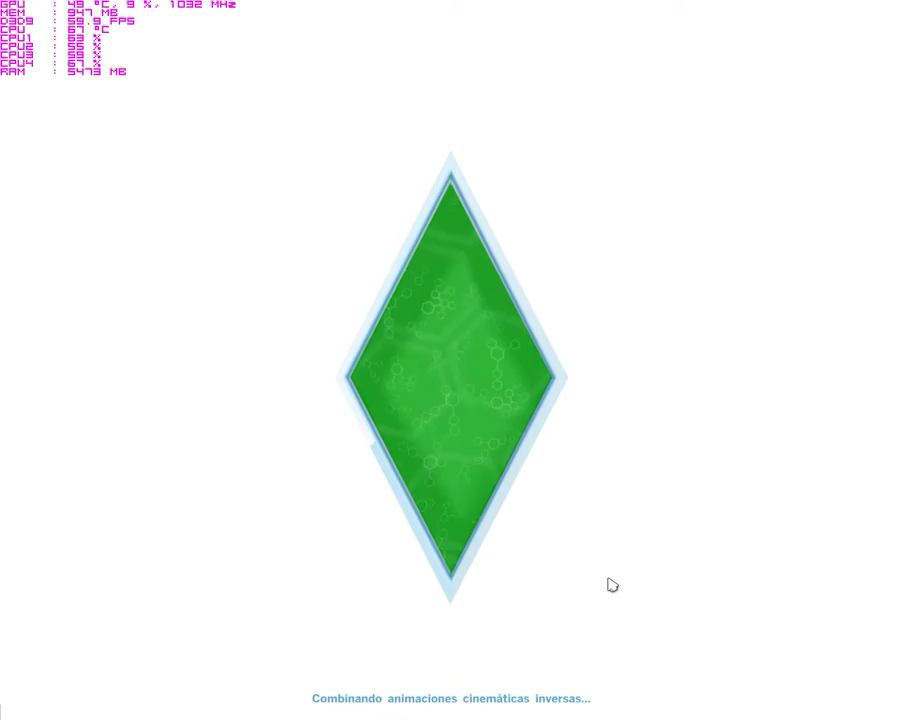 GPU : 49 °C, 9 %, 1032 MHz
MEM : 947 MB
D3D9 : 59.9 FPS
CPU : 67 °C
CPU1 : 63 %
CPU2 : 55 %
CPU3 : 59 %
CPU4 : 67 %
RAM : 5473 MB
Combinando animaciones cinemáticas inversas...